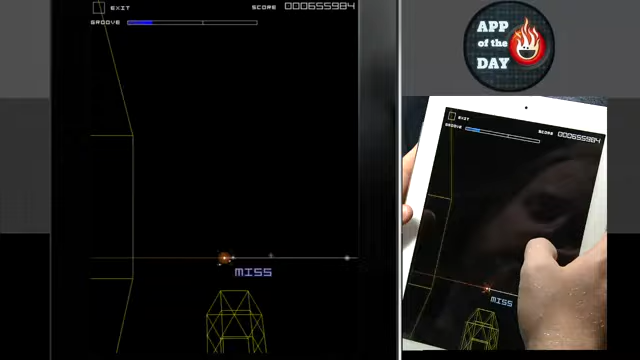 EXIT
SCORE 000655984
GROOVE
MISS
APP
of the
DAY
EXIT
GROOVE
SCORE 000655984
MISS